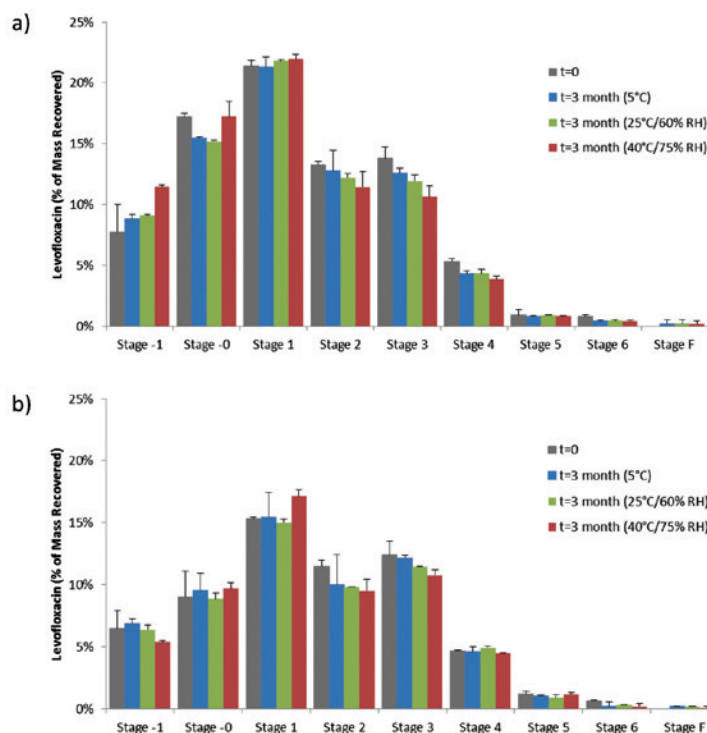 a)
Levofloxacin (% of Mass Recovered)
25%
20%
15%
10%
5%
0%
t=0
t=3 month (5°C)
t=3 month (25°C/60% RH)
t=3 month (40°C/75% RH)
Stage -1 Stage -0 Stage 1 Stage 2 Stage 3 Stage 4 Stage 5 Stage 6 Stage F
b)
Levofloxacin (% of Mass Recovered)
25%
20%
15%
10%
5%
0%
t=0
t=3 month (5°C)
t=3 month (25°C/60% RH)
t=3 month (40°C/75% RH)
Stage -1 Stage -0 Stage 1 Stage 2 Stage 3 Stage 4 Stage 5 Stage 6 Stage F